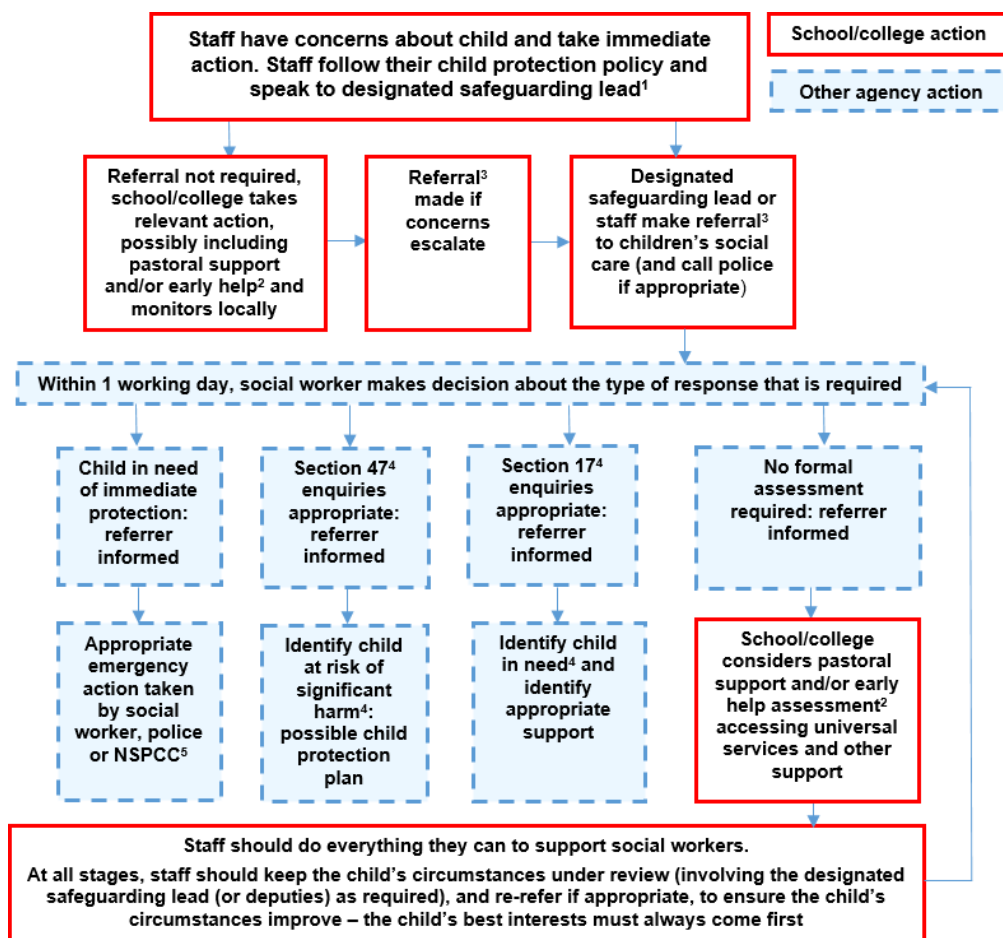 Staff have concerns about child and take immediate
action. Staff follow their child protection policy and
speak to designated safeguarding lead¹
School/college action
Other agency action
Referral not required,
school/college takes
relevant action,
possibly including
pastoral support
and/or early help² and
monitors locally
Referral³
made if
concerns
escalate
Designated
safeguarding lead or
staff make referral³
to children’s social
care (and call police
if appropriate)
Within 1 working day, social worker makes decision about the type of response that is required
Child in need
of immediate
protection:
referrer
informed
Section 47⁴
enquiries
appropriate:
referrer
informed
Section 17⁴
enquiries
appropriate:
referrer
informed
No formal
assessment
required: referrer
informed
Appropriate
emergency
action taken
by social
worker, police
or NSPCC⁵
Identify child
at risk of
significant
harm⁴:
possible child
protection
plan
Identify child
in need⁴ and
identify
appropriate
support
School/college
considers pastoral
support and/or early
help assessment²
accessing universal
services and other
support
Staff should do everything they can to support social workers.
At all stages, staff should keep the child’s circumstances under review (involving the designated
safeguarding lead (or deputies) as required), and re-refer if appropriate, to ensure the child’s
circumstances improve – the child’s best interests must always come first